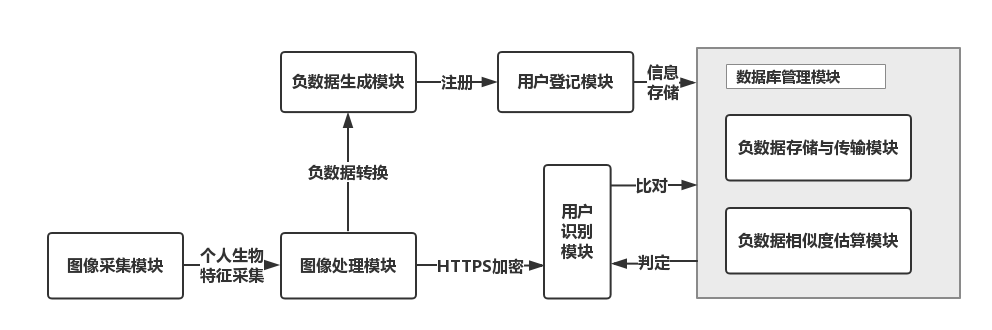 负数据生成模块
注册
用户登记模块
信息
存储
数据库管理模块
负数据存储与传输模块
负数据转换
比对
用户
识别
模块
负数据相似度估算模块
图像采集模块
个人生物
特征采集
图像处理模块
HTTPS加密
判定